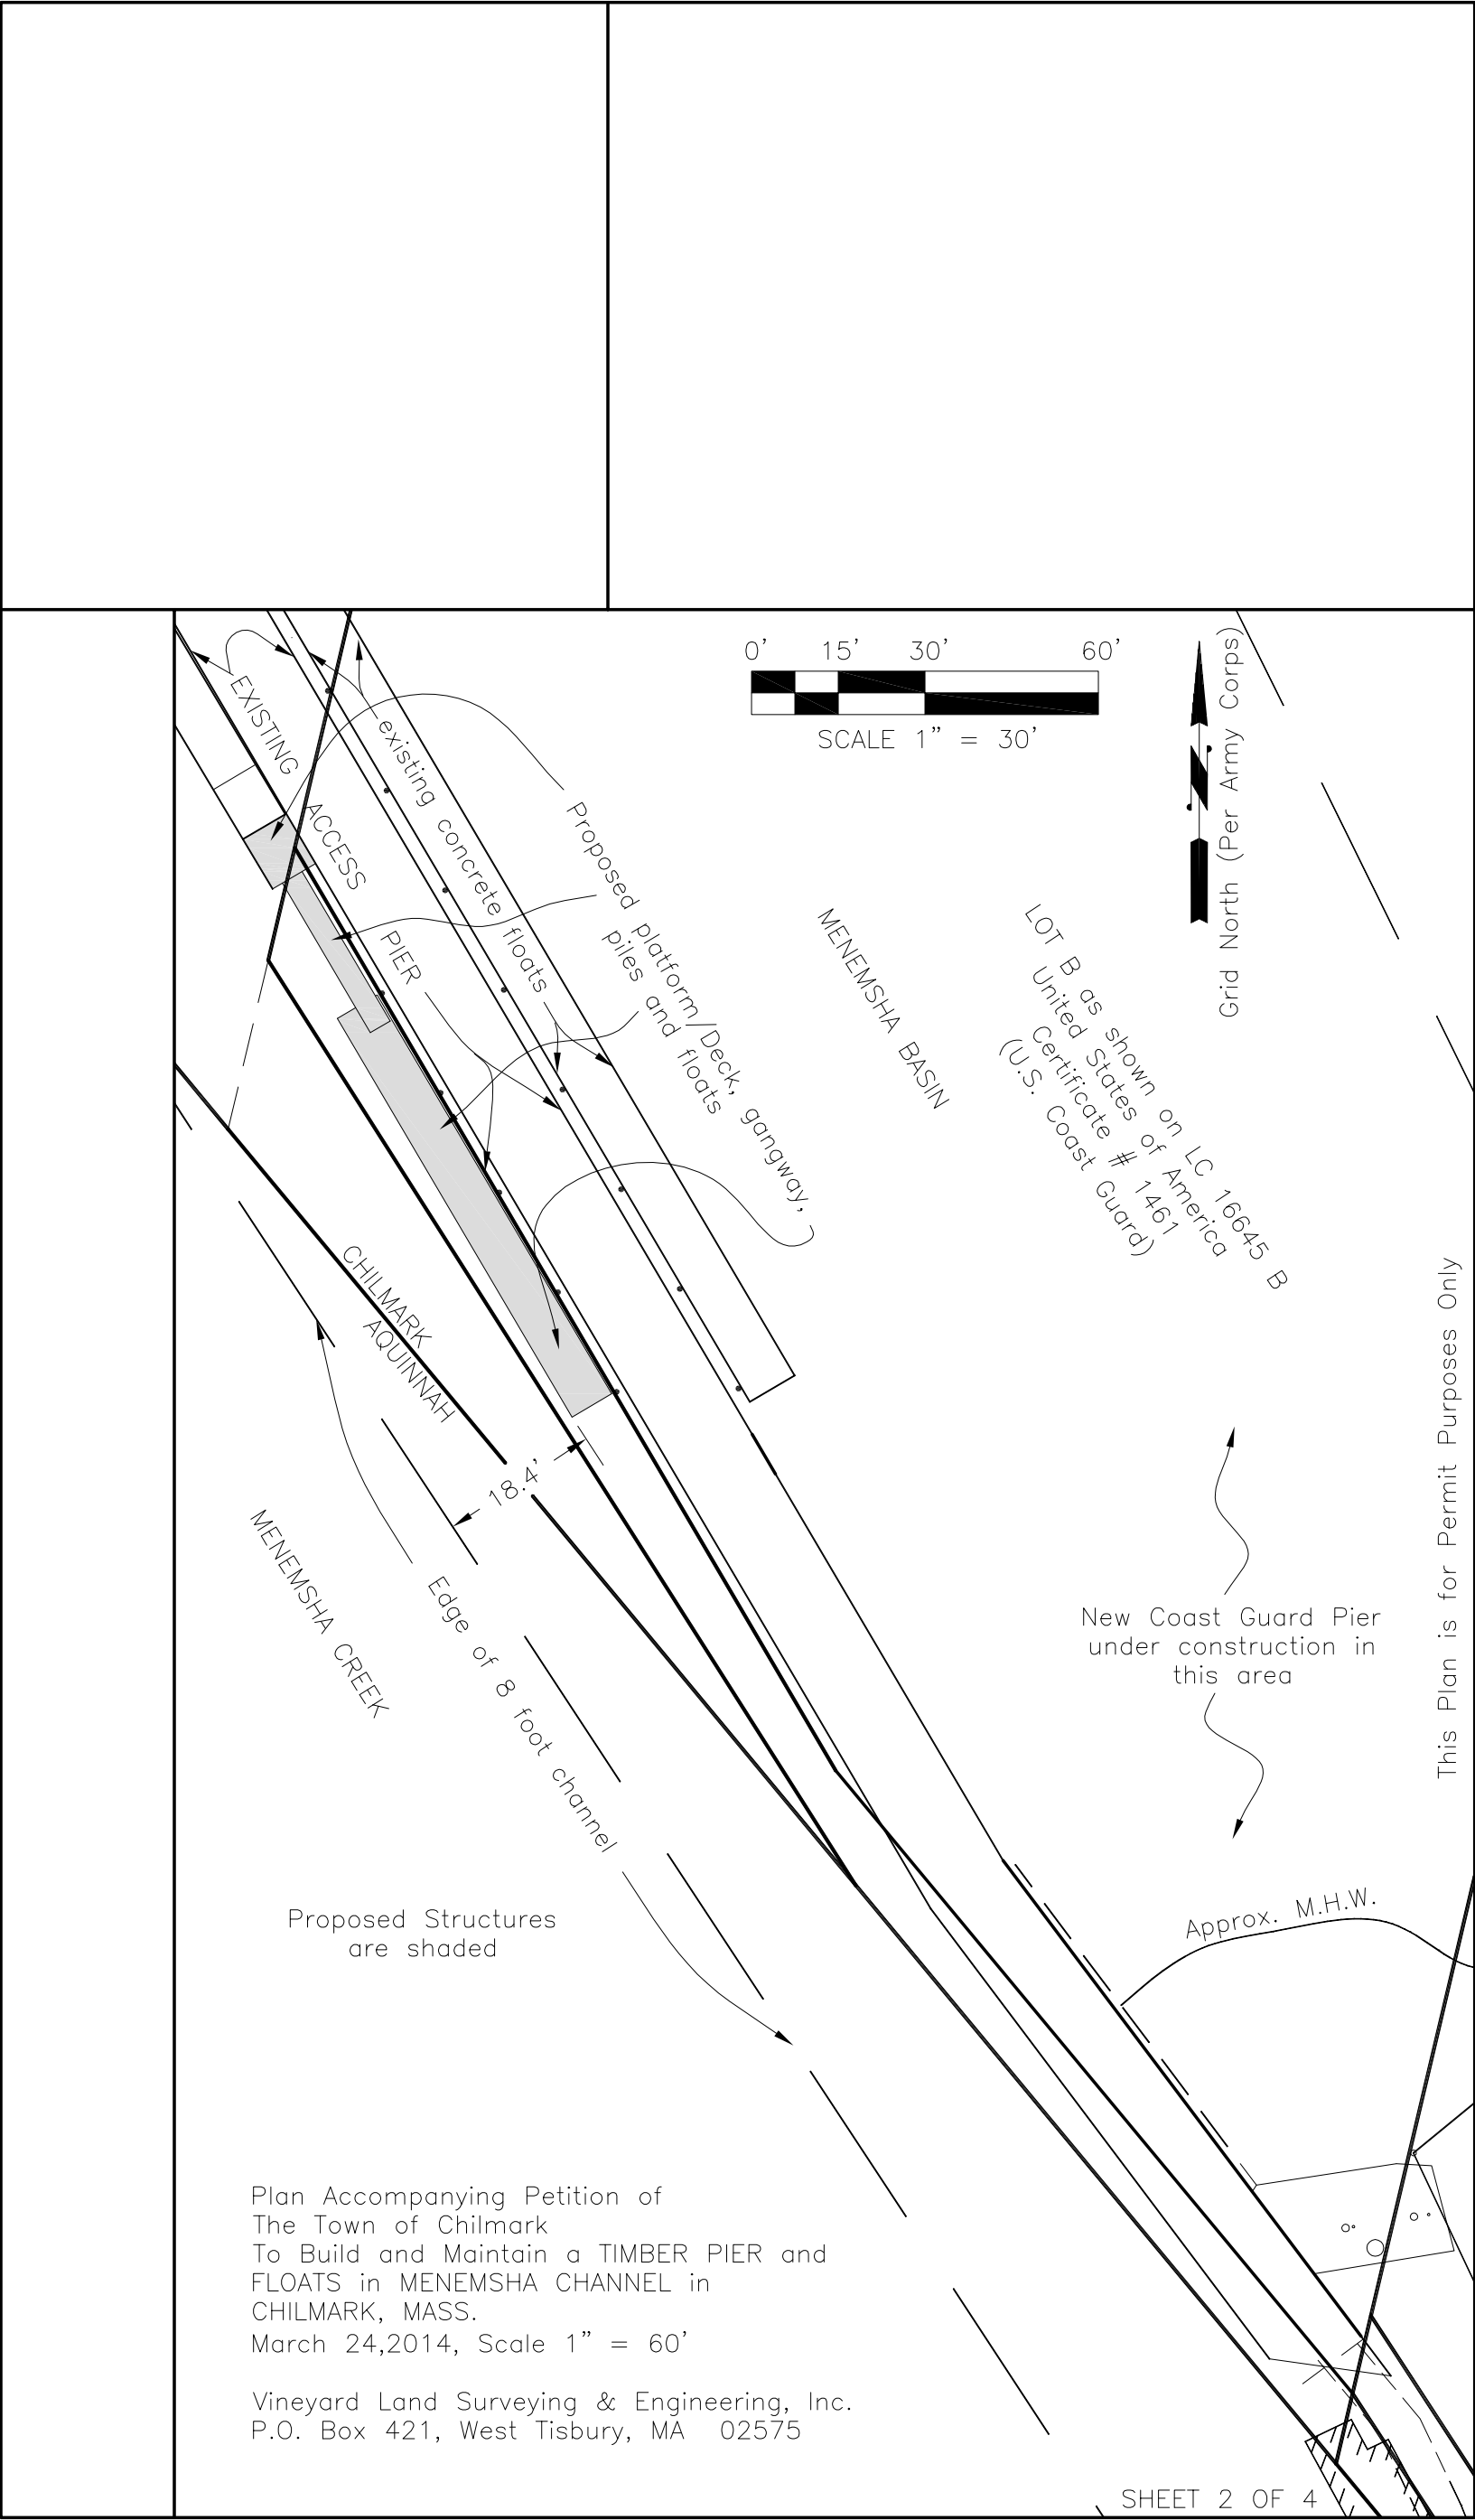 0' 15' 30' 60'
SCALE 1" = 30'
Grid North (Per Army Corps)
EXISTING ACCESS PIER
existing concrete floats
Proposed platform/Deck, gangway,
piles and floats
MENEMSHA BASIN
LOT B as shown on LC 16645 B
United States of America
Certificate # 1461
(U.S. Coast Guard)
This Plan is for Permit Purposes Only
CHILMARK
AQUINNAH
18.4'
MENEMSHA CREEK
Edge of 8 foot channel
New Coast Guard Pier
under construction in
this area
Approx. M.H.W.
Proposed Structures
are shaded
Plan Accompanying Petition of
The Town of Chilmark
To Build and Maintain a TIMBER PIER and
FLOATS in MENEMSHA CHANNEL in
CHILMARK, MASS.
March 24,2014, Scale 1" = 60'
Vineyard Land Surveying & Engineering, Inc.
P.O. Box 421, West Tisbury, MA 02575
SHEET 2 OF 4